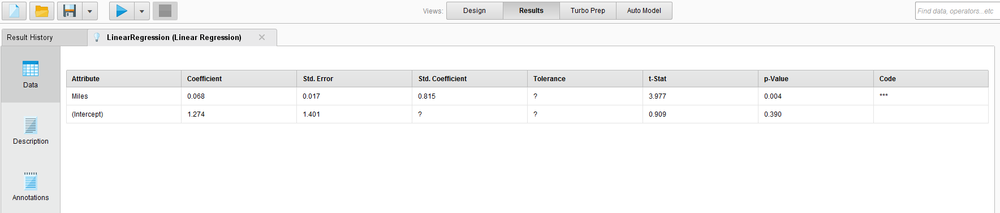 Views: Design Results Turbo Prep Auto Model Find data, operators...etc
Result History LinearRegression (Linear Regression)
Data
Description
Annotations
Attribute Coefficient Std. Error Std. Coefficient Tolerance t-Stat p-Value Code
Miles 0.068 0.017 0.815 ? 3.977 0.004 ***
(Intercept) 1.274 1.401 ? ? 0.909 0.390